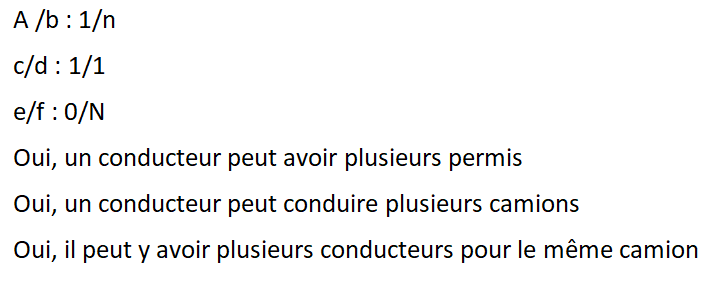 A /b : 1/n
c/d : 1/1
e/f : 0/N
Oui, un conducteur peut avoir plusieurs permis
Oui, un conducteur peut conduire plusieurs camions
Oui, il peut y avoir plusieurs conducteurs pour le même camion